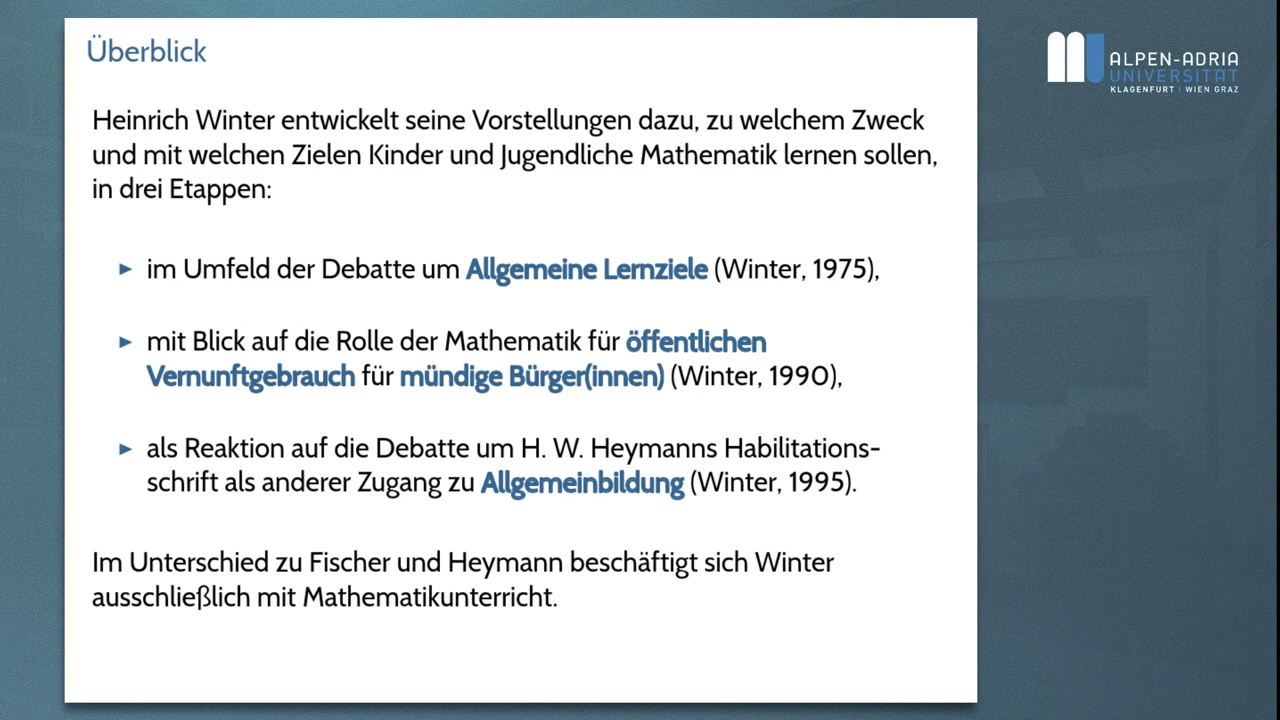 Überblick
Heinrich Winter entwickelt seine Vorstellungen dazu, zu welchem Zweck
und mit welchen Zielen Kinder und Jugendliche Mathematik lernen sollen,
in drei Etappen:
▶ im Umfeld der Debatte um Allgemeine Lernziele (Winter, 1975),
▶ mit Blick auf die Rolle der Mathematik für öffentlichen
Vernunftgebrauch für mündige Bürger(innen) (Winter, 1990),
▶ als Reaktion auf die Debatte um H. W. Heymanns Habilitations-
schrift als anderer Zugang zu Allgemeinbildung (Winter, 1995).
Im Unterschied zu Fischer und Heymann beschäftigt sich Winter
ausschließlich mit Mathematikunterricht.
ALPEN-ADRIA
UNIVERSITÄT
KLAGENFURT | WIEN GRAZ